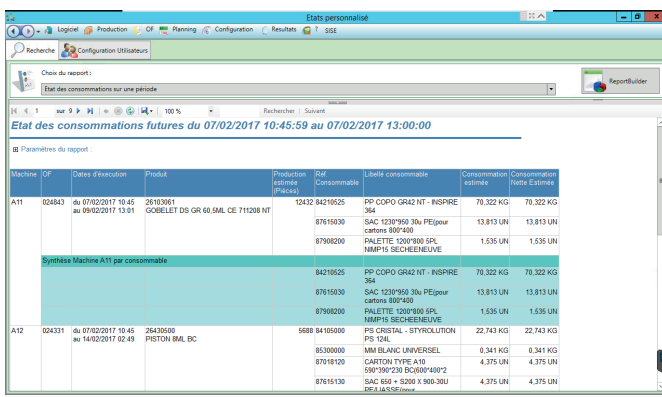 Etats personnalisé
Logiciel Production OF Planning Configuration Resultats ? SISE
Recherche Configuration Utilisateurs
Choix du rapport :
Etat des consommations sur une période
ReportBuilder
1 sur 9 100 % Rechercher Suivant
Etat des consommations futures du 07/02/2017 10:45:59 au 07/02/2017 13:00:00
Paramètres du rapport :
Machine OF Dates d'éxecution Produit Production estimée (Pièces) Réf. Consommable Libellé consommable Consommation estimée Consommation Nette Estimée
A11 024843 du 07/02/2017 10:45 26103061 12432 84210525 PP COPO GR42 NT - INSPIRE 70,322 KG 70,322 KG
au 09/02/2017 13:01 GOBELET DS GR 60,5ML CE 711208 NT 364
87615030 SAC 1230*950 30u PE(pour 13,813 UN 13,813 UN
cartons 800*400
87908200 PALETTE 1200*800 5PL 1,535 UN 1,535 UN
NIMP15 SECHEENEUVE
Synthèse Machine A11 par consommable
84210525 PP COPO GR42 NT - INSPIRE 70,322 KG 70,322 KG
364
87615030 SAC 1230*950 30u PE(pour 13,813 UN 13,813 UN
cartons 800*400
87908200 PALETTE 1200*800 5PL 1,535 UN 1,535 UN
NIMP15 SECHEENEUVE
A12 024331 du 07/02/2017 10:45 26430500 5688 84105000 PS CRISTAL - STYROLUTION 22,743 KG 22,743 KG
au 14/02/2017 02:49 PISTON 8ML BC PS 124L
85300000 MM BLANC UNIVERSEL 0,341 KG 0,341 KG
87018120 CARTON TYPE A10 4,375 UN 4,375 UN
590*390*230 BC(600*400*2
87615130 SAC 650 + S200 X 900-30U 4,375 UN 4,375 UN
PE/LIASSE(pour